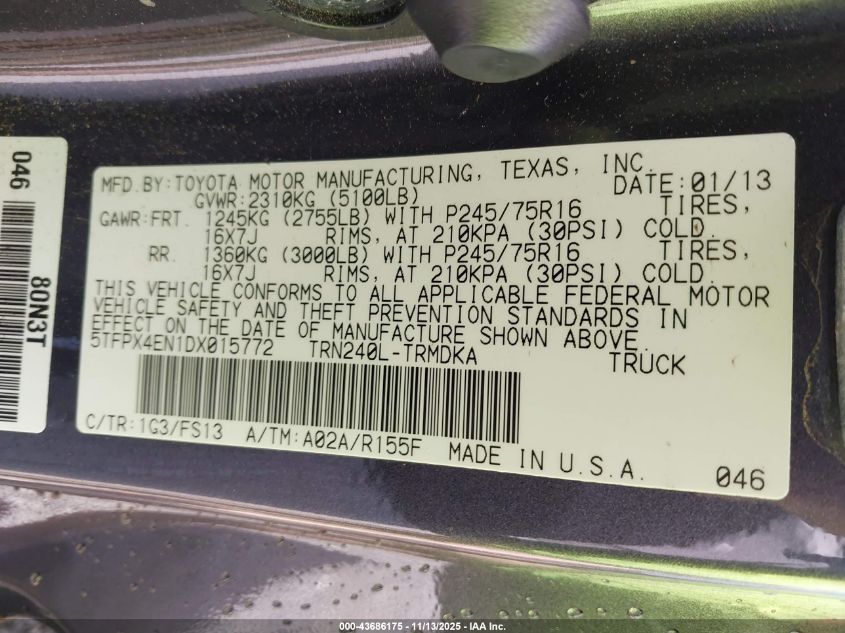 046
80N3T
MFD.BY:TOYOTA MOTOR MANUFACTURING, TEXAS, INC.
GVWR:2310KG (5100LB) DATE:01/13
GAWR:FRT. 1245KG (2755LB) WITH P245/75R16 TIRES,
16X7J RIMS, AT 210KPA (30PSI) COLD.
RR. 1360KG (3000LB) WITH P245/75R16 TIRES,
16X7J RIMS, AT 210KPA (30PSI) COLD.
THIS VEHICLE CONFORMS TO ALL APPLICABLE FEDERAL MOTOR
VEHICLE SAFETY AND THEFT PREVENTION STANDARDS IN
EFFECT ON THE DATE OF MANUFACTURE SHOWN ABOVE.
5TFPX4EN1DX015772 TRN240L-TRMDKA TRUCK
C/TR:1G3/FS13 A/TM:A02A/R155F MADE IN U.S.A.
046
000-43686175 - 11/13/2025 - IAA Inc.